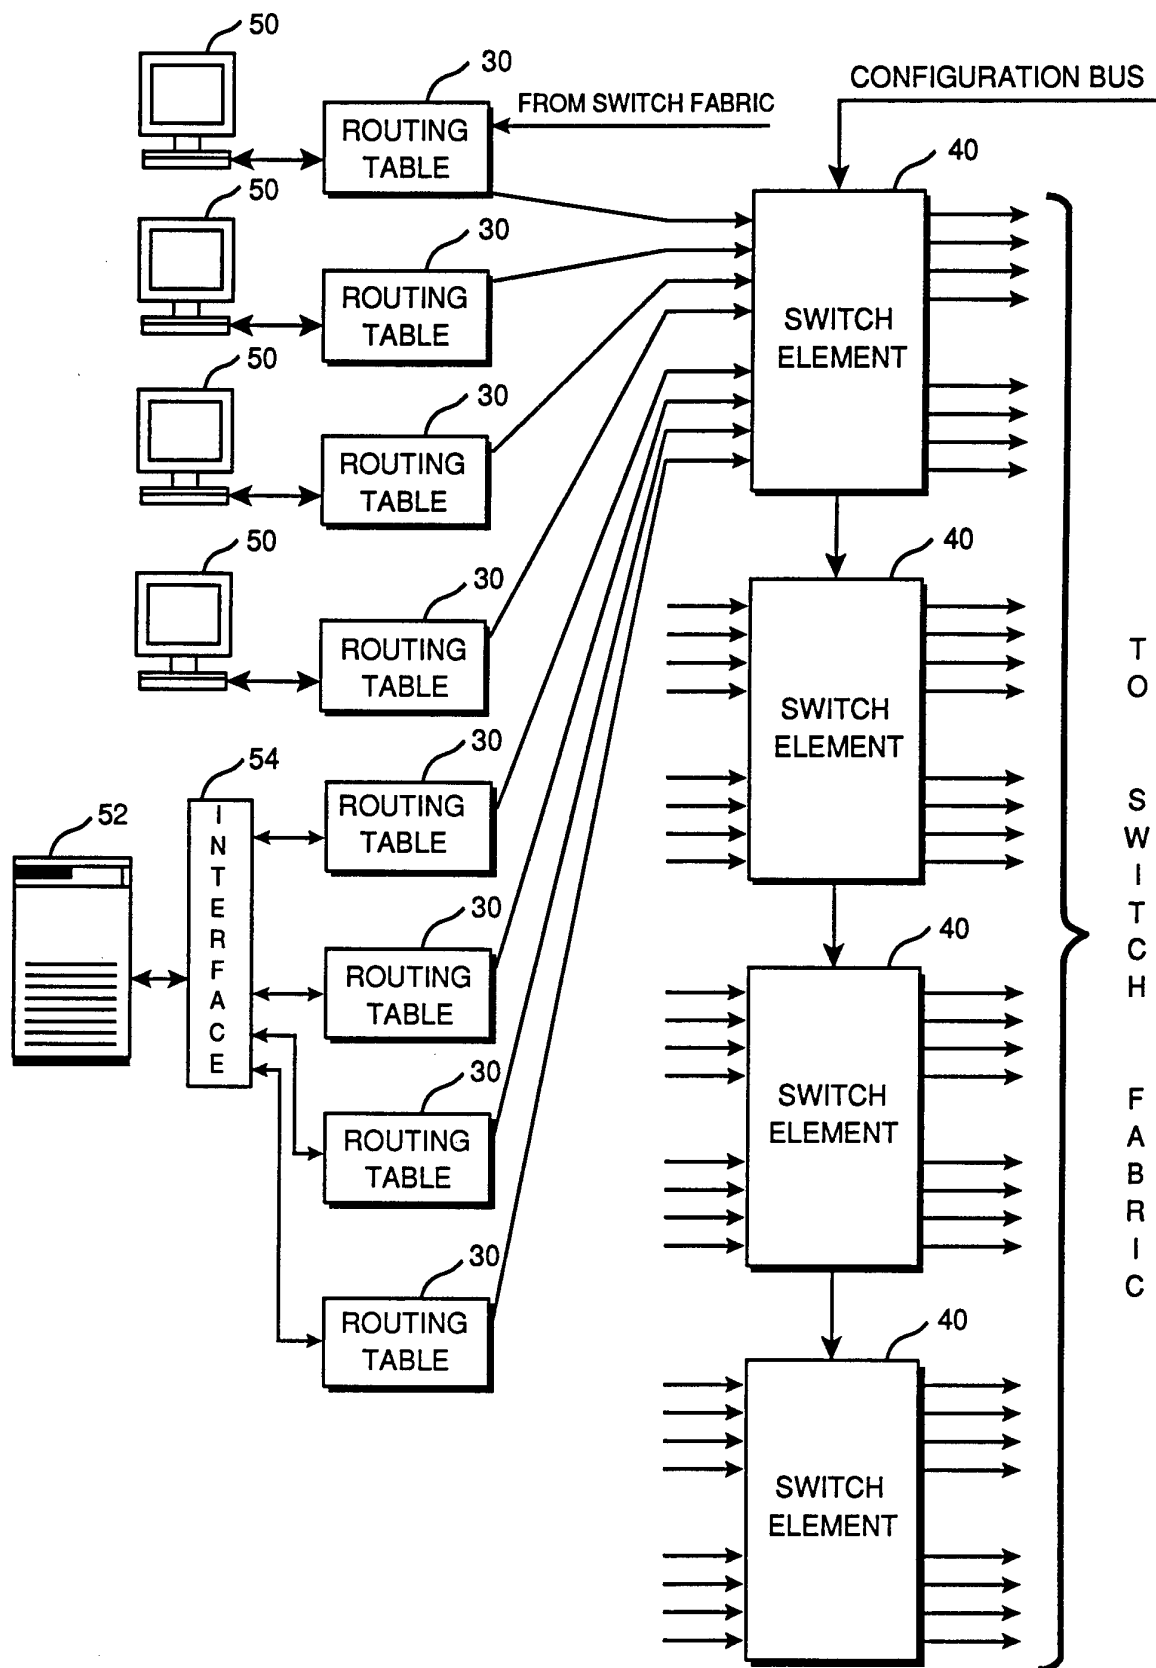 50
30
FROM SWITCH FABRIC
CONFIGURATION BUS
ROUTING
TABLE
40
50
30
ROUTING
TABLE
SWITCH
ELEMENT
50
30
ROUTING
TABLE
50
30
ROUTING
TABLE
40
SWITCH
ELEMENT
TO SWITCH FABRIC
54
30
ROUTING
TABLE
52
INTERFACE
30
ROUTING
TABLE
40
SWITCH
ELEMENT
30
ROUTING
TABLE
30
ROUTING
TABLE
40
SWITCH
ELEMENT